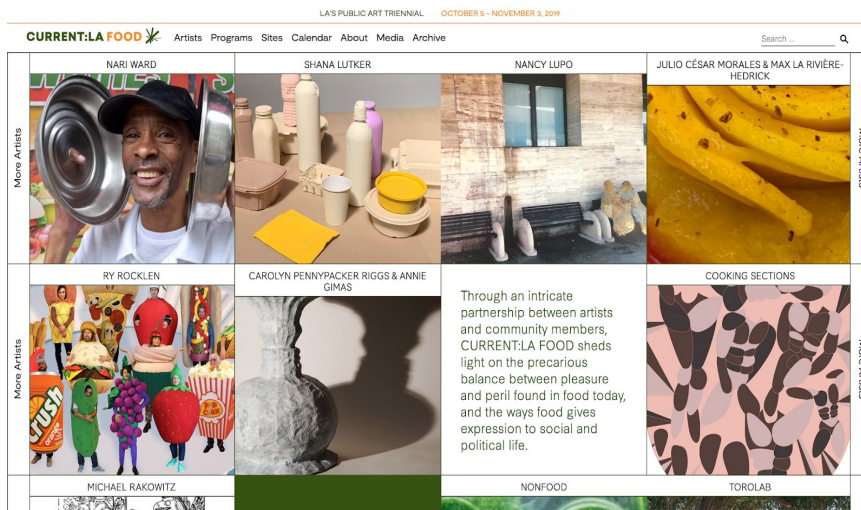 LA'S PUBLIC ART TRIENNIAL OCTOBER 5 - NOVEMBER 3, 2019
CURRENT:LA FOOD Artists Programs Sites Calendar About Media Archive Search ...
NARI WARD
SHANA LUTKER
NANCY LUPO
JULIO CÉSAR MORALES & MAX LA RIVIÈRE-
HEDRICK
More Artists
RY ROCKLEN
CAROLYN PENNYPACKER RIGGS & ANNIE
GIMAS
Through an intricate
partnership between artists
and community members,
CURRENT:LA FOOD sheds
light on the precarious
balance between pleasure
and peril found in food today,
and the ways food gives
expression to social and
political life.
COOKING SECTIONS
More Artists
Crush
orange
POP
CORN
MICHAEL RAKOWITZ
NONFOOD
TOROLAB